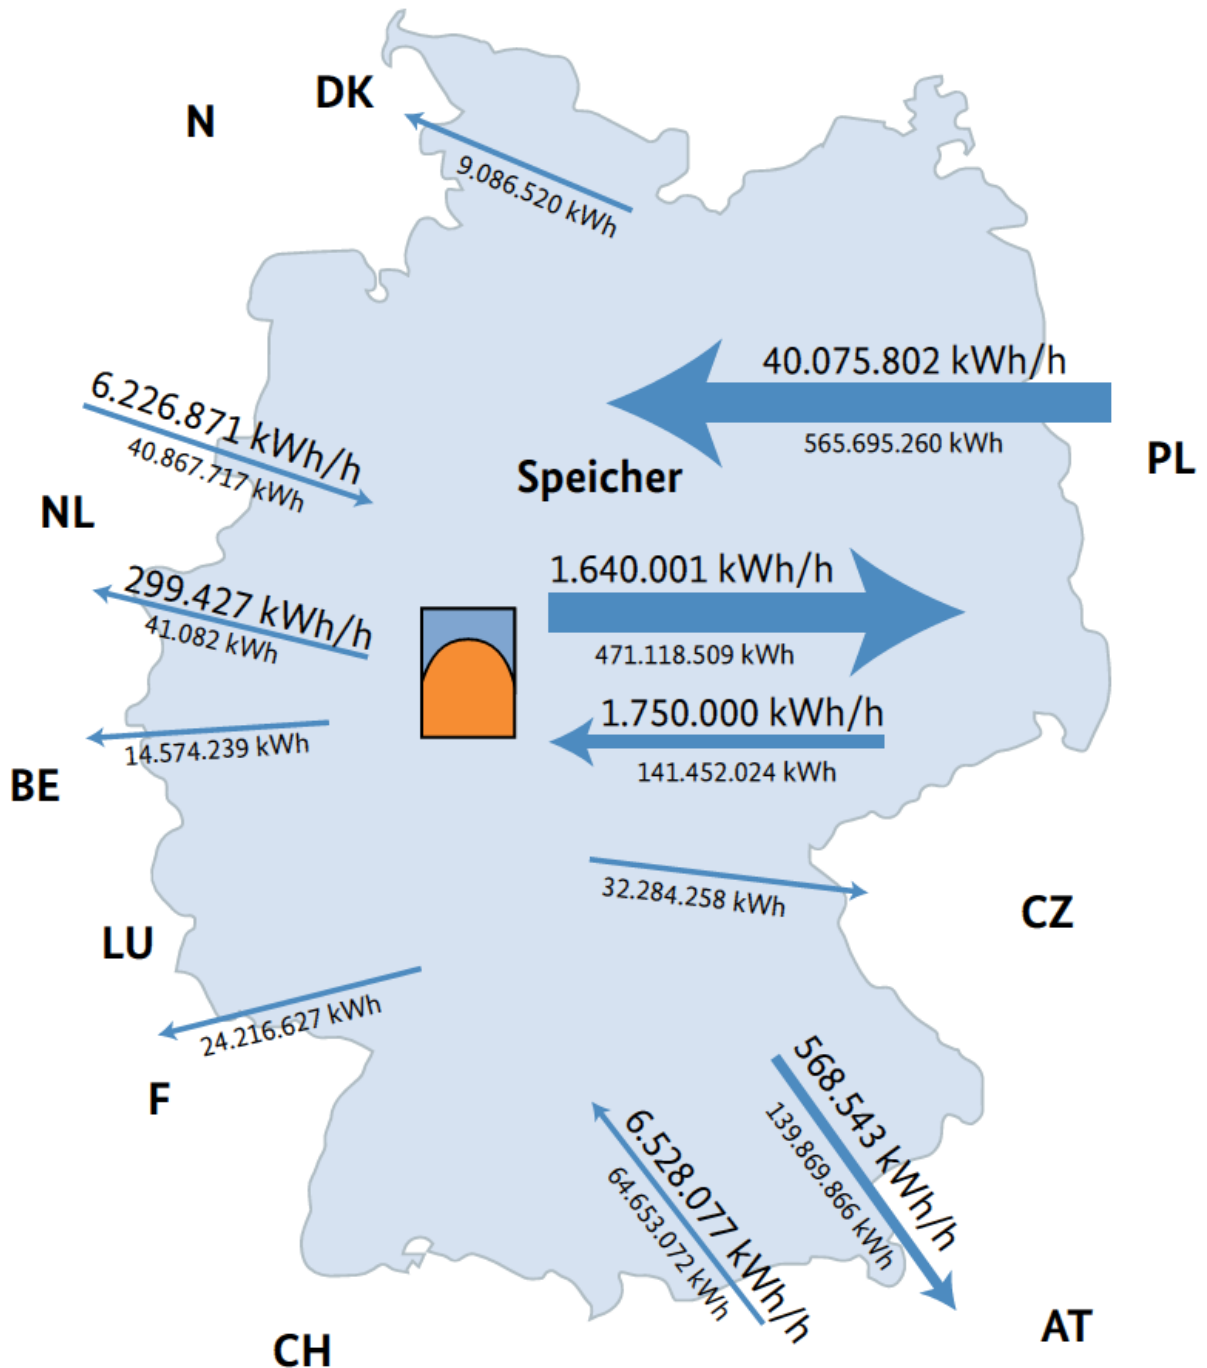 DK
N
9.086.520 kWh
40.075.802 kWh/h
565.695.260 kWh
PL
6.226.871 kWh/h
40.867.717 kWh
Speicher
NL
299.427 kWh/h
41.082 kWh
1.640.001 kWh/h
471.118.509 kWh
1.750.000 kWh/h
141.452.024 kWh
14.574.239 kWh
BE
32.284.258 kWh
CZ
LU
24.216.627 kWh
F
568.543 kWh/h
139.869.866 kWh
6.528.077 kWh/h
64.653.072 kWh
AT
CH